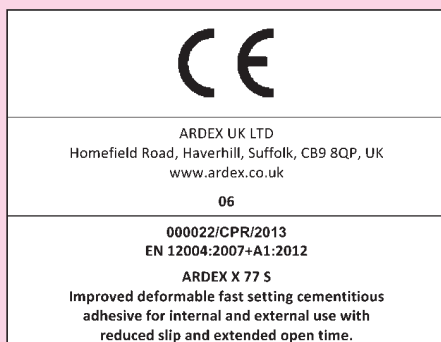 CE
ARDEX UK LTD
Homefield Road, Haverhill, Suffolk, CB9 8QP, UK
www.ardex.co.uk
06
000022/CPR/2013
EN 12004:2007+A1:2012
ARDEX X 77 S
Improved deformable fast setting cementitious
adhesive for internal and external use with
reduced slip and extended open time.